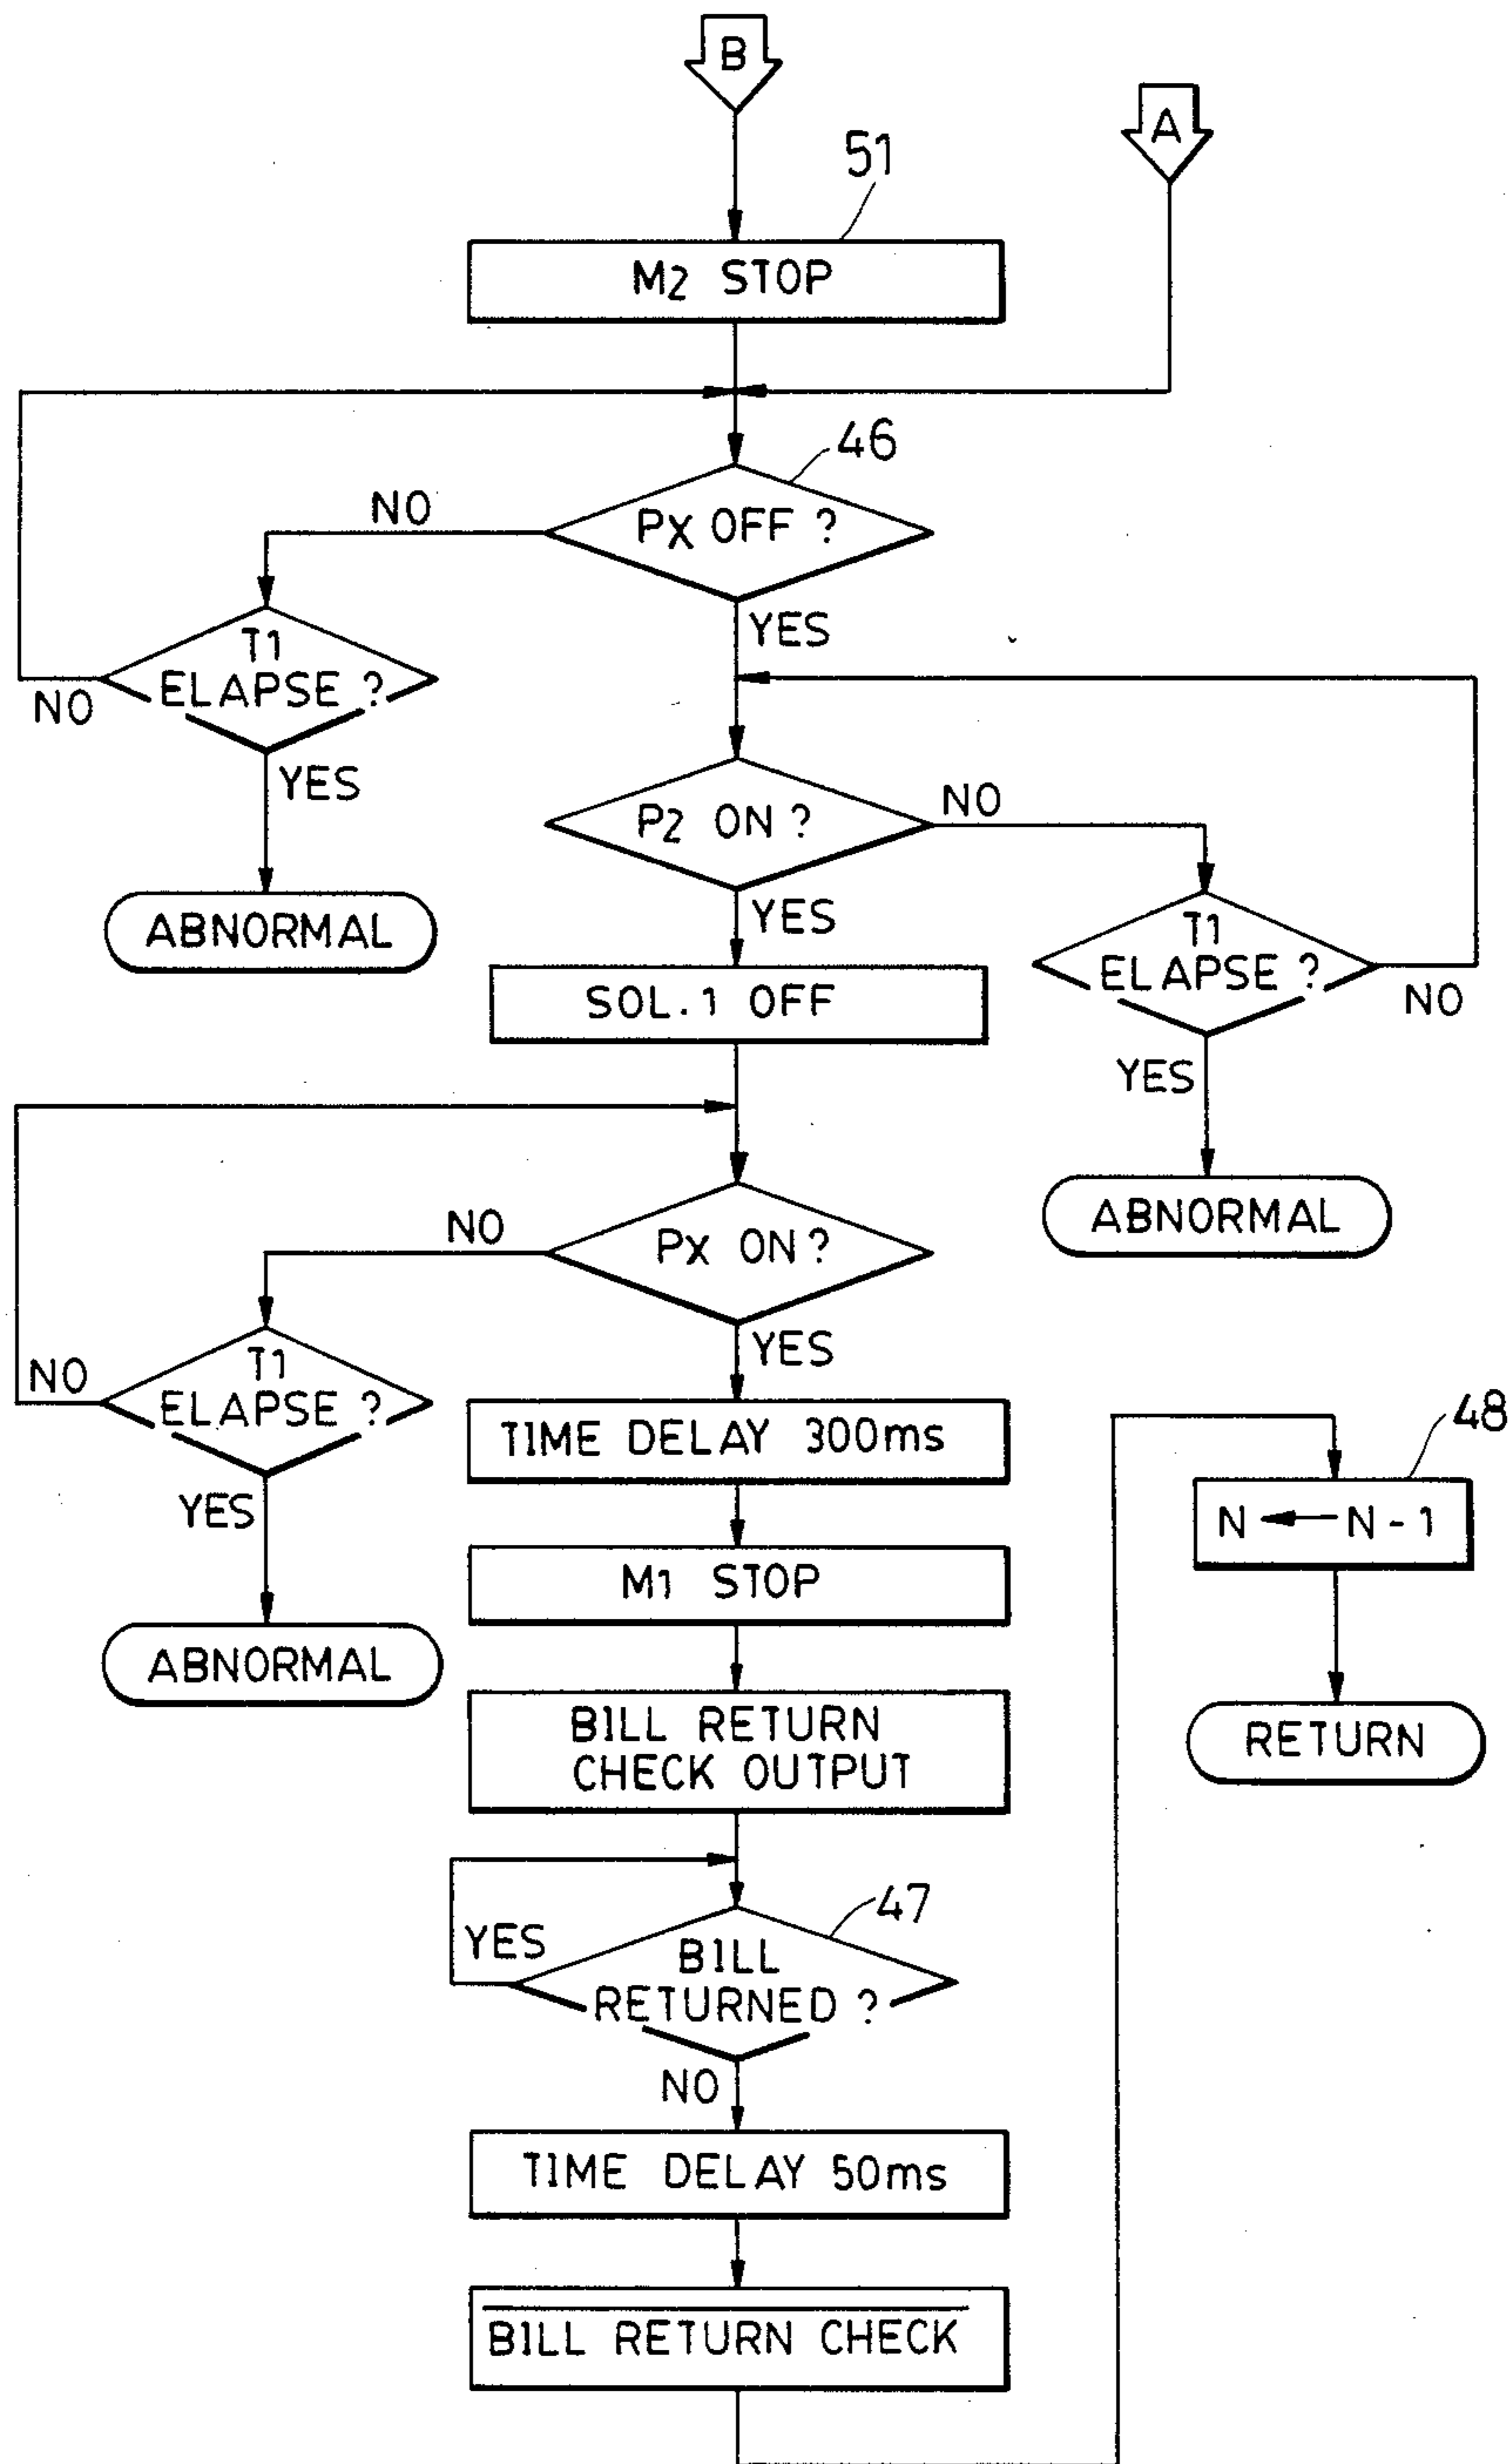 B
A
51
M2 STOP
46
PX OFF ?
NO
YES
T1
ELAPSE ?
NO
YES
ABNORMAL
P2 ON ?
NO
YES
T1
ELAPSE ?
NO
YES
ABNORMAL
SOL. 1 OFF
PX ON ?
NO
YES
T1
ELAPSE ?
NO
YES
ABNORMAL
TIME DELAY 300ms
M1 STOP
BILL RETURN
CHECK OUTPUT
47
BILL
RETURNED ?
YES
NO
TIME DELAY 50ms
BILL RETURN CHECK
48
N ← N - 1
RETURN